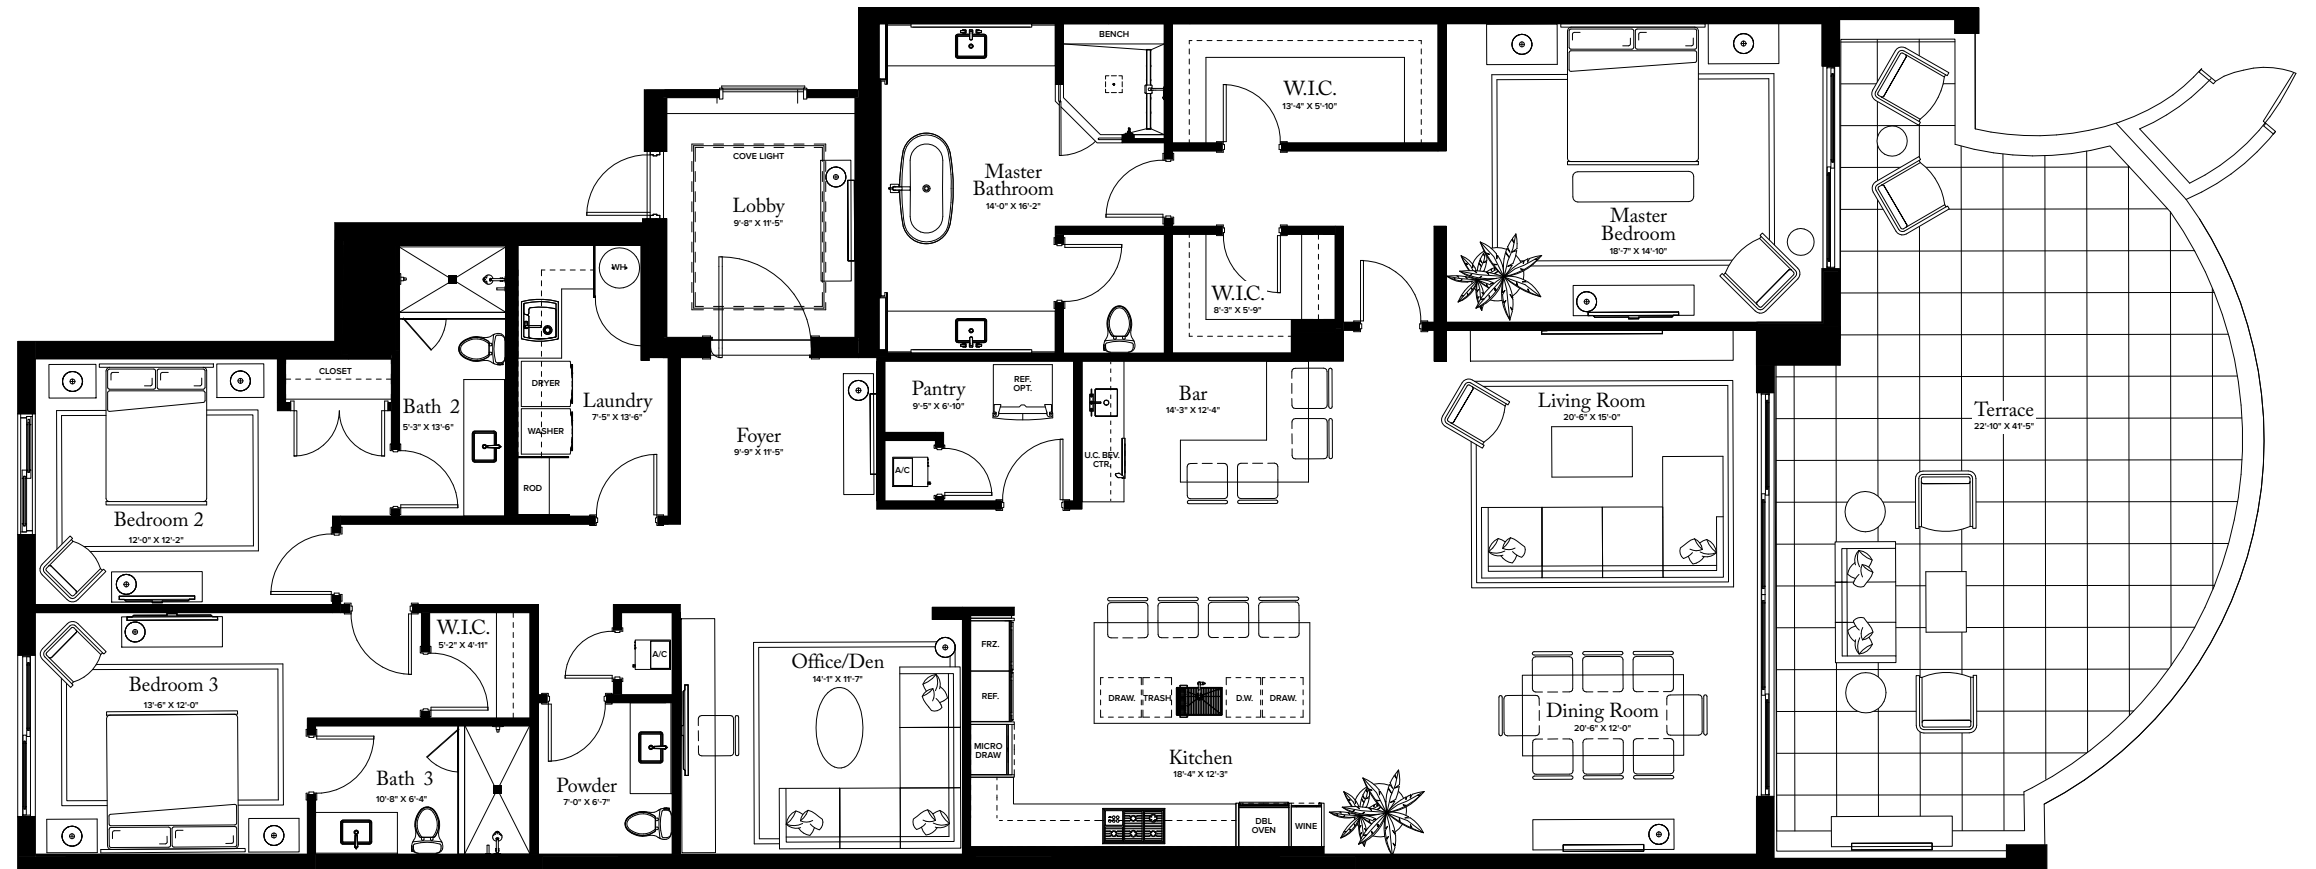 BENCH
W.I.C.
13'-4" X 5'-10"
COVE LIGHT
Lobby
9'-8" X 11'-5"
Master
Bathroom
14'-0" X 16'-2"
Master
Bedroom
18'-7" X 14'-10"
WH
W.I.C.
8'-3" X 5'-9"
CLOSET
DRYER
WASHER
ROD
Laundry
7'-5" X 13'-6"
Bath 2
5'-3" X 13'-6"
Foyer
9'-9" X 11'-5"
Pantry
9'-5" X 6'-10"
REF.
OPT.
A/C
Bar
14'-3" X 12'-4"
U.C. BEV.
CTR.
Living Room
20'-6" X 15'-0"
Terrace
22'-10" X 41'-5"
Bedroom 2
12'-0" X 12'-2"
W.I.C.
5'-2" X 4'-11"
A/C
Bedroom 3
13'-6" X 12'-0"
Office/Den
14'-1" X 11'-7"
FRZ.
REF.
MICRO
DRAW
DRAW.
TRASH
D.W.
DRAW.
Dining Room
20'-6" X 12'-0"
Kitchen
18'-4" X 12'-3"
Bath 3
10'-8" X 6'-4"
Powder
7'-0" X 6'-7"
DBL
OVEN
WINE